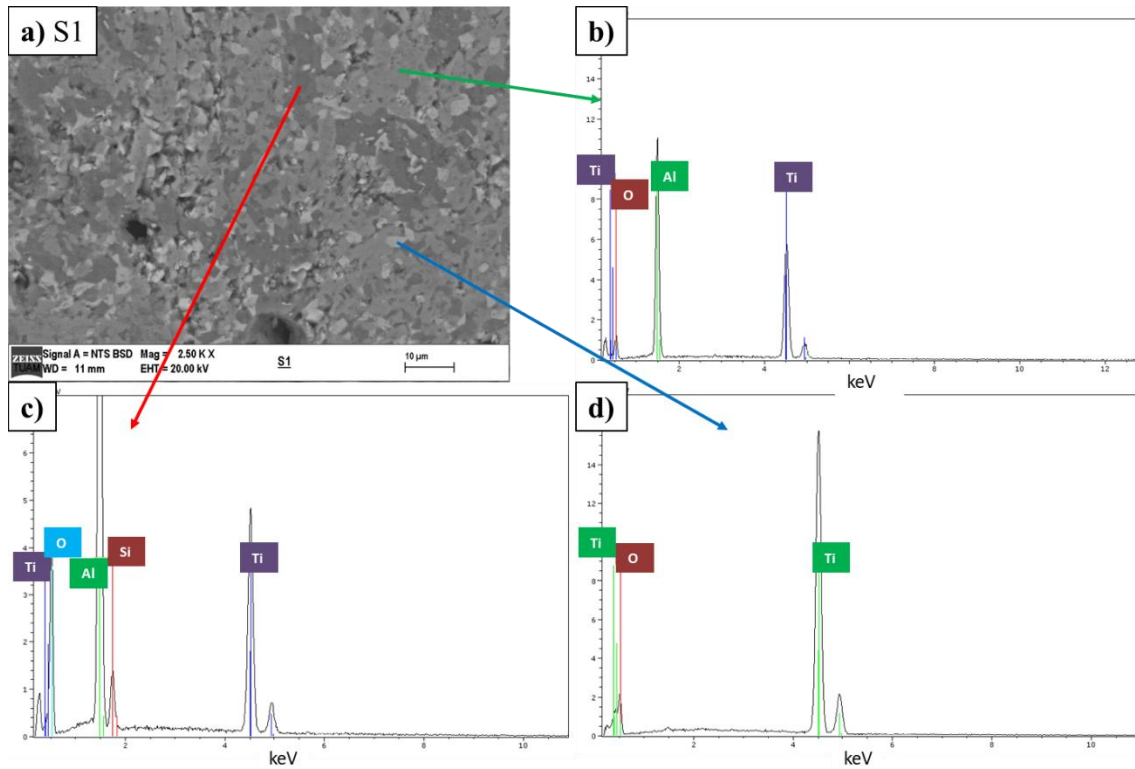 a) S1
ZEISS
TUAM
Signal A = NTS BSD Mag = 2.50 K X
WD = 11 mm EHT = 20.00 kV
S1
10 µm
b)
14
12
10
8
6
4
2
0
Ti
O
Al
Ti
2
4
6
8
10
12
keV
c)
6
5
4
3
2
1
0
Ti
O
Al
Si
Ti
2
4
6
8
10
keV
d)
14
12
10
8
6
4
2
0
Ti
O
Ti
2
4
6
8
10
keV